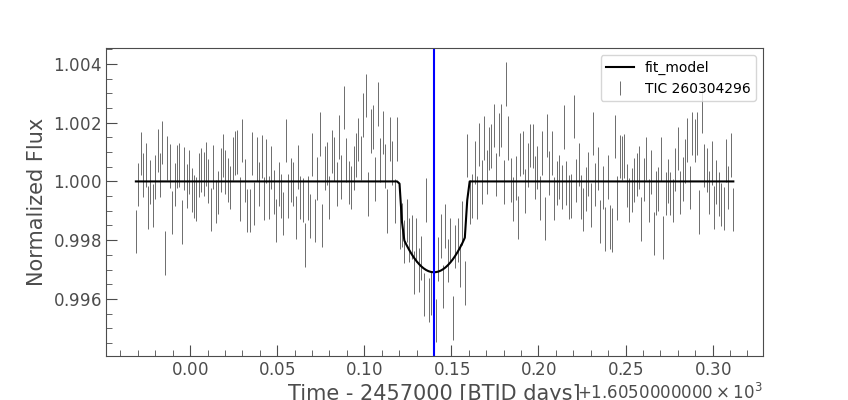 Normalized Flux
1.004
1.002
1.000
0.998
0.996
fit_model
TIC 260304296
0.00 0.05 0.10 0.15 0.20 0.25 0.30
Time - 2457000 [BTJD days]
+1.6050000000 × 10³